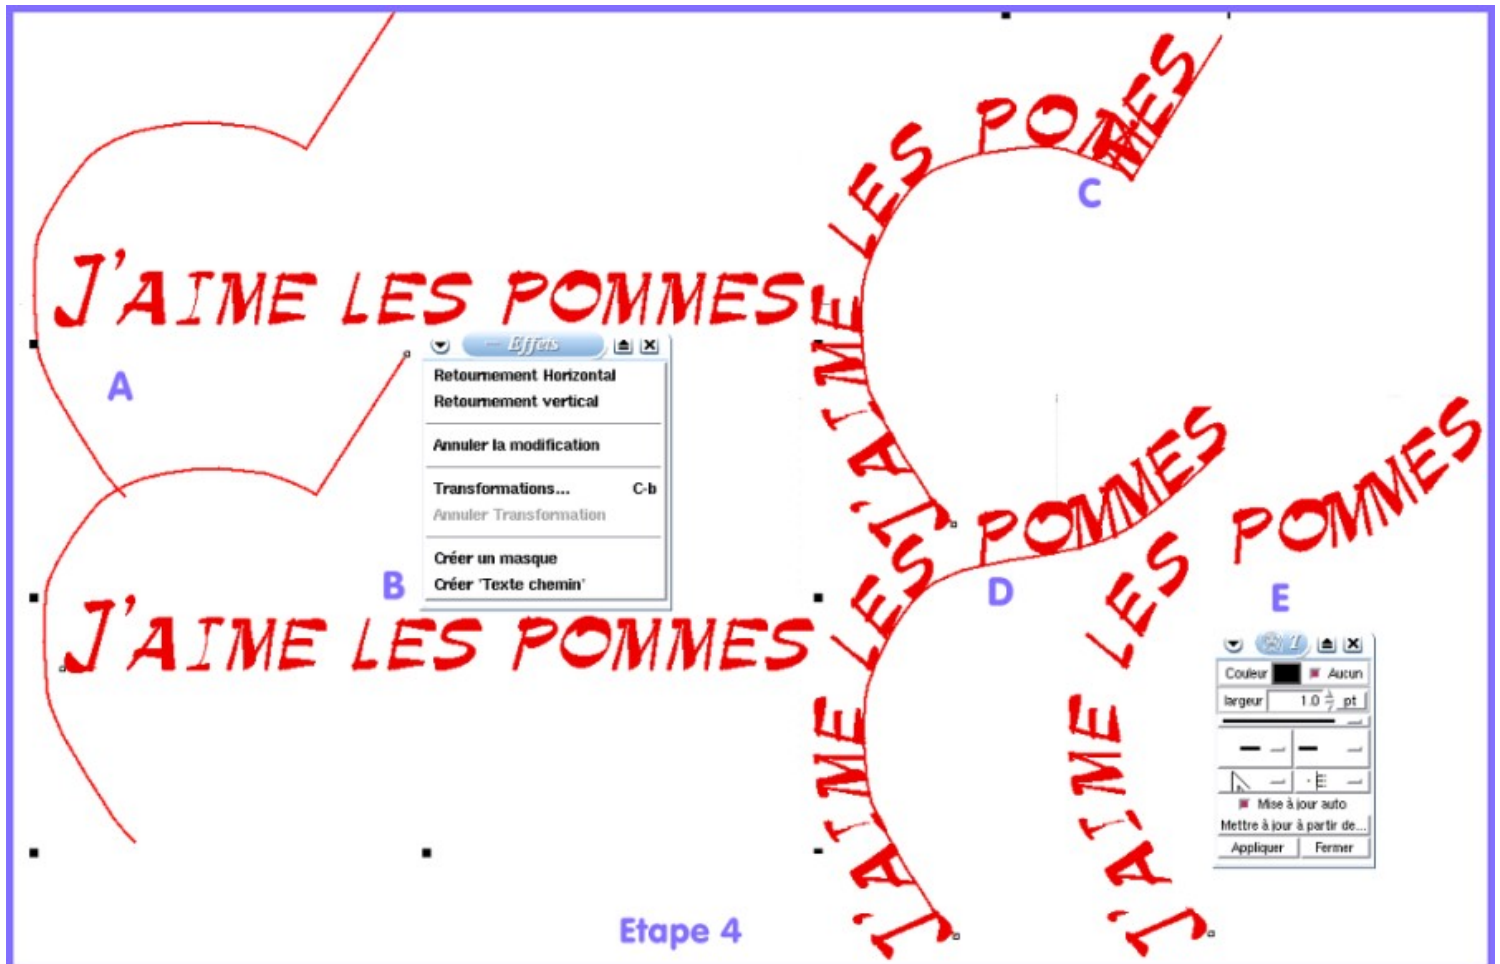 J'AIME LES POMMES
A
Effets
Retournement Horizontal
Retournement vertical
Annuler la modification
Transformations... C-b
Annuler Transformation
Créer un masque
Créer 'Texte chemin'
B
J'AIME LES POMMES
J'AIME LES POMMES
C
J'AIME LES POMMES
D
J'AIME LES POMMES
E
1
Couleur Aucun
largeur 1.0 pt
Mise à jour auto
Mettre à jour à partir de...
Appliquer Fermer
Etape 4